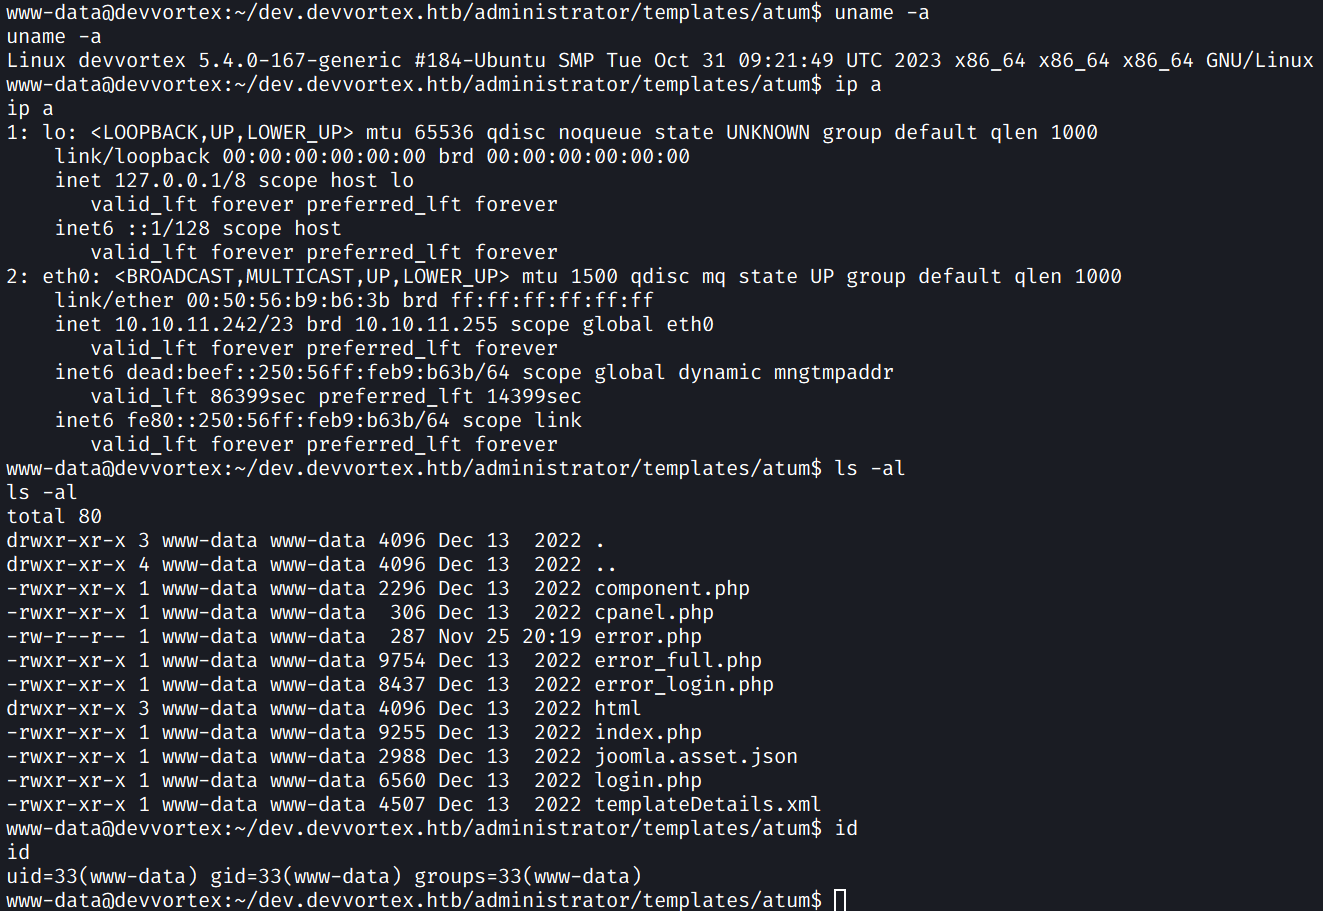 www-data@devvortex:~/dev.devvortex.htb/administrator/templates/atum$ uname -a
uname -a
Linux devvortex 5.4.0-167-generic #184-Ubuntu SMP Tue Oct 31 09:21:49 UTC 2023 x86_64 x86_64 x86_64 GNU/Linux
www-data@devvortex:~/dev.devvortex.htb/administrator/templates/atum$ ip a
ip a
1: lo: <LOOPBACK,UP,LOWER_UP> mtu 65536 qdisc noqueue state UNKNOWN group default qlen 1000
    link/loopback 00:00:00:00:00:00 brd 00:00:00:00:00:00
    inet 127.0.0.1/8 scope host lo
       valid_lft forever preferred_lft forever
    inet6 ::1/128 scope host
       valid_lft forever preferred_lft forever
2: eth0: <BROADCAST,MULTICAST,UP,LOWER_UP> mtu 1500 qdisc mq state UP group default qlen 1000
    link/ether 00:50:56:b9:b6:3b brd ff:ff:ff:ff:ff:ff
    inet 10.10.11.242/23 brd 10.10.11.255 scope global eth0
       valid_lft forever preferred_lft forever
    inet6 dead:beef::250:56ff:feb9:b63b/64 scope global dynamic mngtmpaddr
       valid_lft 86399sec preferred_lft 14399sec
    inet6 fe80::250:56ff:feb9:b63b/64 scope link
       valid_lft forever preferred_lft forever
www-data@devvortex:~/dev.devvortex.htb/administrator/templates/atum$ ls -al
ls -al
total 80
drwxr-xr-x 3 www-data www-data 4096 Dec 13  2022 .
drwxr-xr-x 4 www-data www-data 4096 Dec 13  2022 ..
-rwxr-xr-x 1 www-data www-data 2296 Dec 13  2022 component.php
-rwxr-xr-x 1 www-data www-data  306 Dec 13  2022 cpanel.php
-rw-r--r-- 1 www-data www-data  287 Nov 25 20:19 error.php
-rwxr-xr-x 1 www-data www-data 9754 Dec 13  2022 error_full.php
-rwxr-xr-x 1 www-data www-data 8437 Dec 13  2022 error_login.php
drwxr-xr-x 3 www-data www-data 4096 Dec 13  2022 html
-rwxr-xr-x 1 www-data www-data 9255 Dec 13  2022 index.php
-rwxr-xr-x 1 www-data www-data 2988 Dec 13  2022 joomla.asset.json
-rwxr-xr-x 1 www-data www-data 6560 Dec 13  2022 login.php
-rwxr-xr-x 1 www-data www-data 4507 Dec 13  2022 templateDetails.xml
www-data@devvortex:~/dev.devvortex.htb/administrator/templates/atum$ id
id
uid=33(www-data) gid=33(www-data) groups=33(www-data)
www-data@devvortex:~/dev.devvortex.htb/administrator/templates/atum$